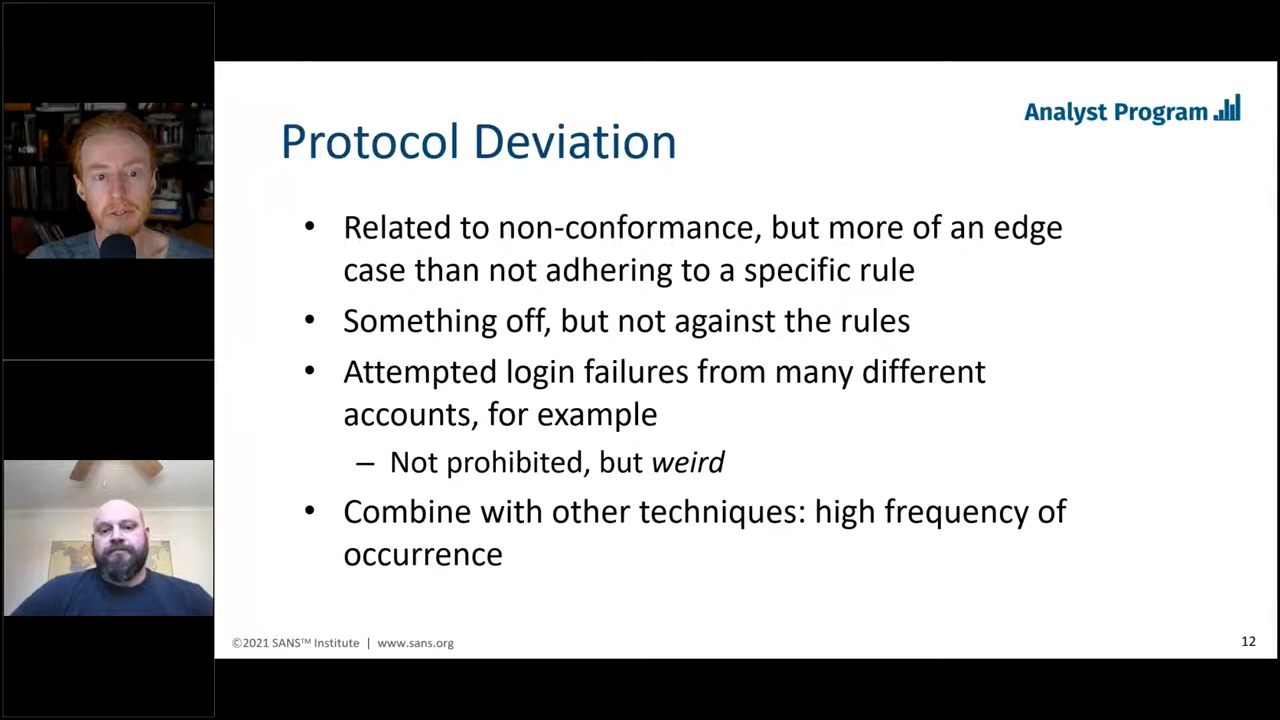 Analyst Program
Protocol Deviation
• Related to non-conformance, but more of an edge
case than not adhering to a specific rule
• Something off, but not against the rules
• Attempted login failures from many different
accounts, for example
– Not prohibited, but weird
• Combine with other techniques: high frequency of
occurrence
©2021 SANS™ Institute | www.sans.org
12